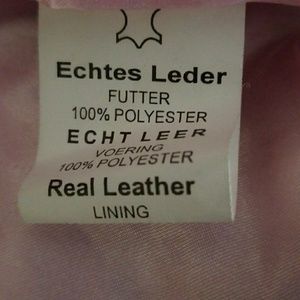 Echtes Leder
FUTTER
100% POLYESTER
ECHT LEER
VOERING
100% POLYESTER
Real Leather
LINING